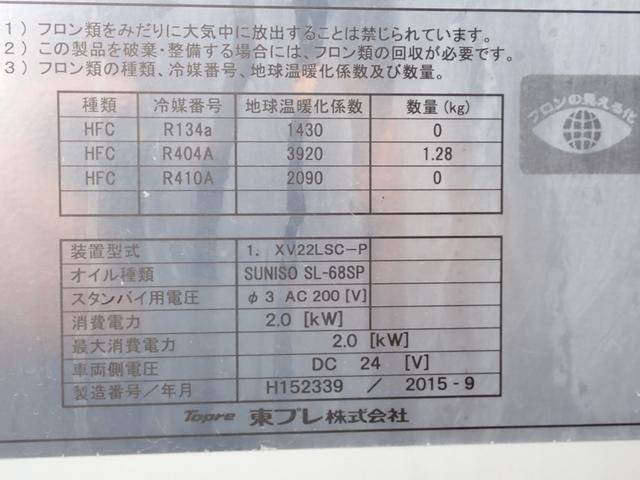 1）フロン類をみだりに大気中に放出することは禁じられています。
2）この製品を破棄・整備する場合には、フロン類の回収が必要です。
3）フロン類の種類、冷媒番号、地球温暖化係数及び数量。
フロンの見える化
種類 冷媒番号 地球温暖化係数 数量(kg)
HFC R134a 1430 0
HFC R404A 3920 1.28
HFC R410A 2090 0
装置型式 1. XV22LSC-P
オイル種類 SUNISO SL-68SP
スタンバイ用電圧 φ3 AC 200 [V]
消費電力 2.0 [kW]
最大消費電力 2.0 [kW]
車両側電圧 DC 24 [V]
製造番号／年月 H152339 ／ 2015-9
Topre 東プレ株式会社